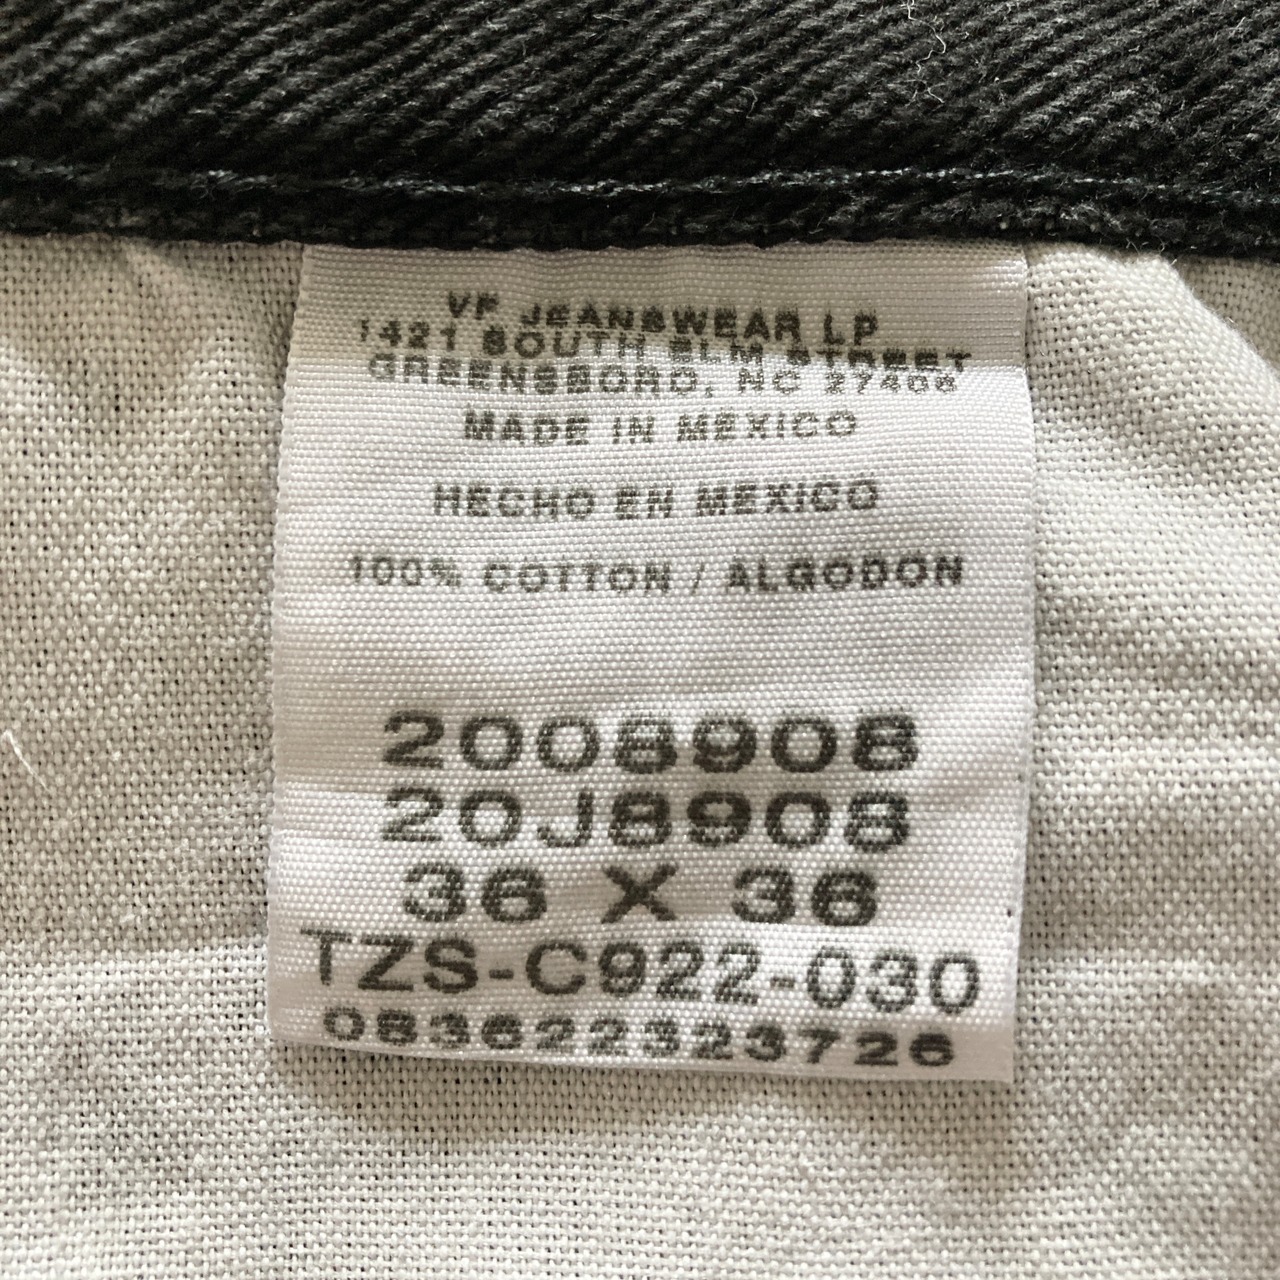 VF JEANSWEAR LP
1421 SOUTH ELM STREET
GREENSBORO, NC 27406
MADE IN MEXICO
HECHO EN MEXICO
100% COTTON / ALGODON
2008908
20J8908
36 X 36
TZS-C922-030
083622323726